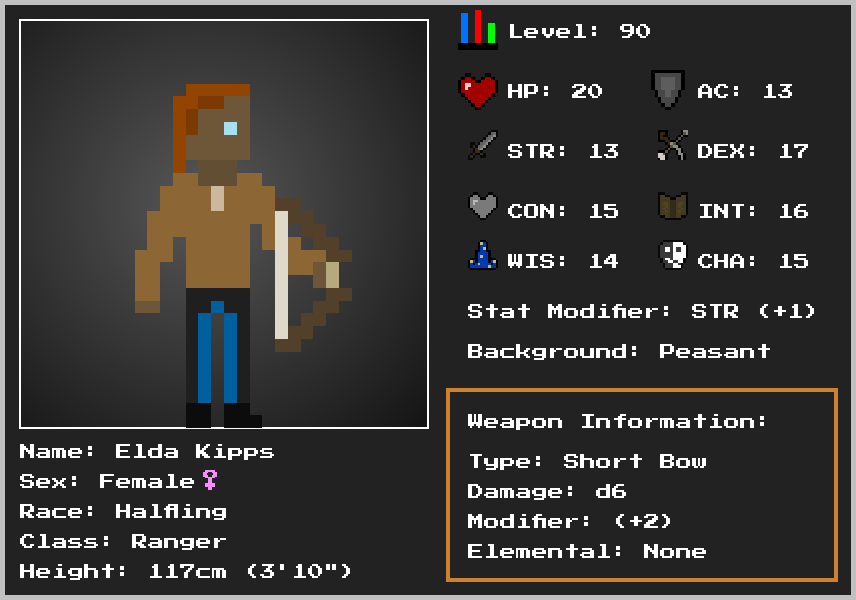 Level: 90
HP: 20
AC: 13
STR: 13
DEX: 17
CON: 15
INT: 16
WIS: 14
CHA: 15
Stat Modifier: STR (+1)
Background: Peasant
Weapon Information:
Type: Short Bow
Damage: d6
Modifier: (+2)
Elemental: None
Name: Elda Kipps
Sex: Female♀
Race: Halfling
Class: Ranger
Height: 117cm (3'10")